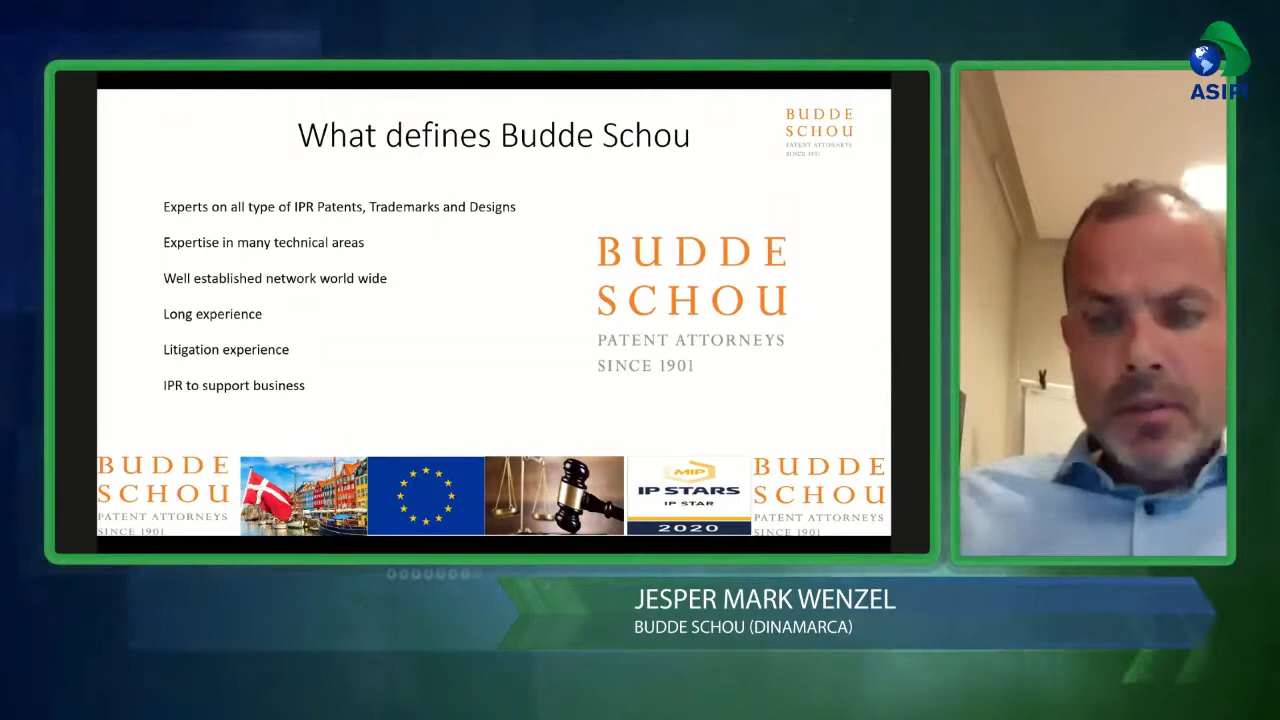 ASIPI
What defines Budde Schou
BUDDE
SCHOU
PATENT ATTORNEYS
SINCE 1901
Experts on all type of IPR Patents, Trademarks and Designs
Expertise in many technical areas
Well established network world wide
Long experience
Litigation experience
IPR to support business
BUDDE
SCHOU
PATENT ATTORNEYS
SINCE 1901
BUDDE
SCHOU
PATENT ATTORNEYS
SINCE 1901
MIP
IP STARS
IP STAR
2020
BUDDE
SCHOU
PATENT ATTORNEYS
SINCE 1901
JESPER MARK WENZEL
BUDDE SCHOU (DINAMARCA)